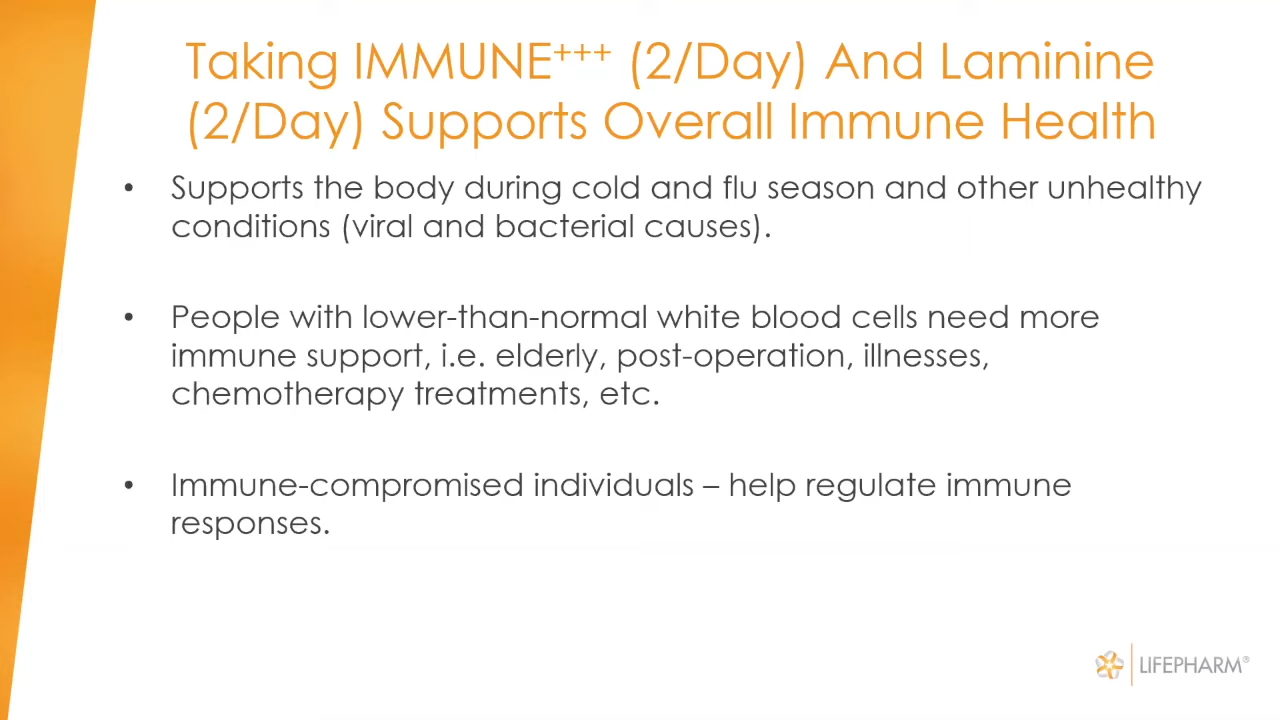 Taking IMMUNE+++ (2/Day) And Laminine
(2/Day) Supports Overall Immune Health
• Supports the body during cold and flu season and other unhealthy
conditions (viral and bacterial causes).
• People with lower-than-normal white blood cells need more
immune support, i.e. elderly, post-operation, illnesses,
chemotherapy treatments, etc.
• Immune-compromised individuals – help regulate immune
responses.
LIFEPHARM®